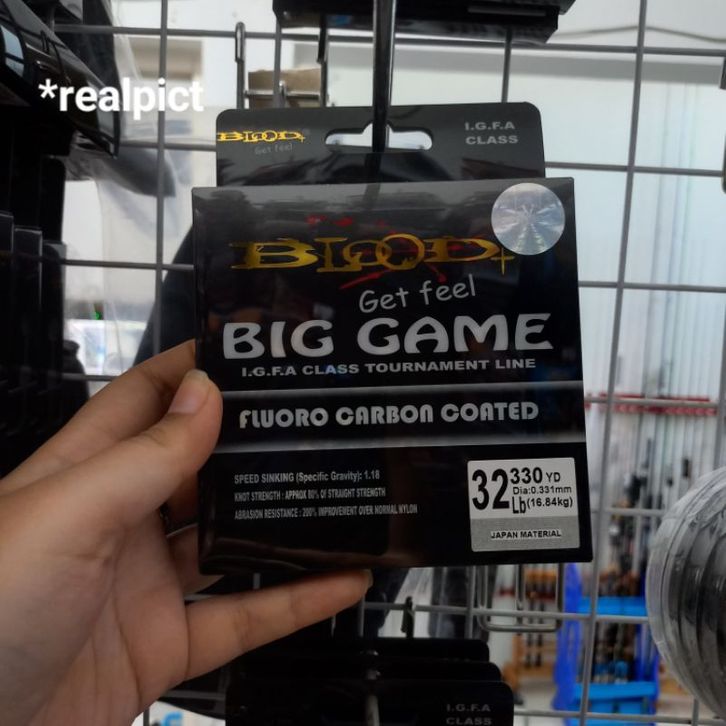 *realpict
BLOOD+
Get feel
I.G.F.A
CLASS
BLOOD+
Get feel
BIG GAME
I.G.F.A CLASS TOURNAMENT LINE
FLUORO CARBON COATED
SPEED SINKING (Specific Gravity): 1.18
KNOT STRENGTH : APPROX 80% Of STRAIGHT STRENGTH
ABRASION RESISTANCE : 200% IMPROVEMENT OVER NORMAL NYLON
32 330 YD
Dia:0.331mm
Lb(16.84kg)
JAPAN MATERIAL
I.G.F.A
CLASS